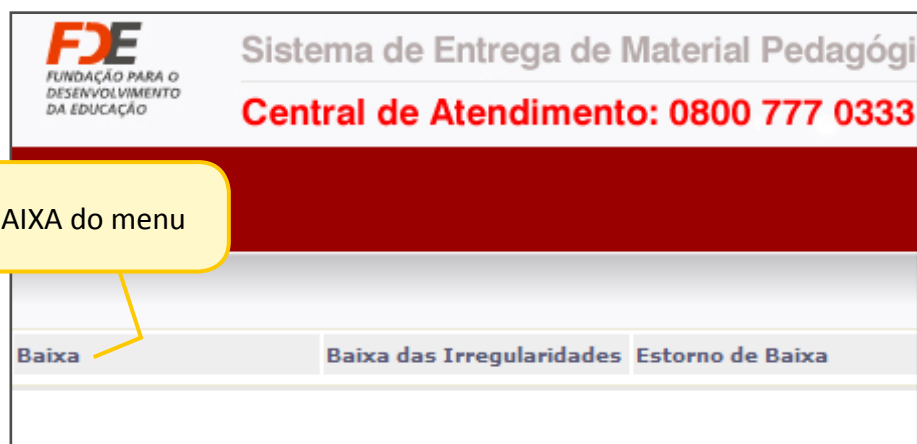 FDE
FUNDAÇÃO PARA O
DESENVOLVIMENTO
DA EDUCAÇÃO
Sistema de Entrega de Material Pedagógi
Central de Atendimento: 0800 777 0333
AIXA do menu
Baixa Baixa das Irregularidades Estorno de Baixa